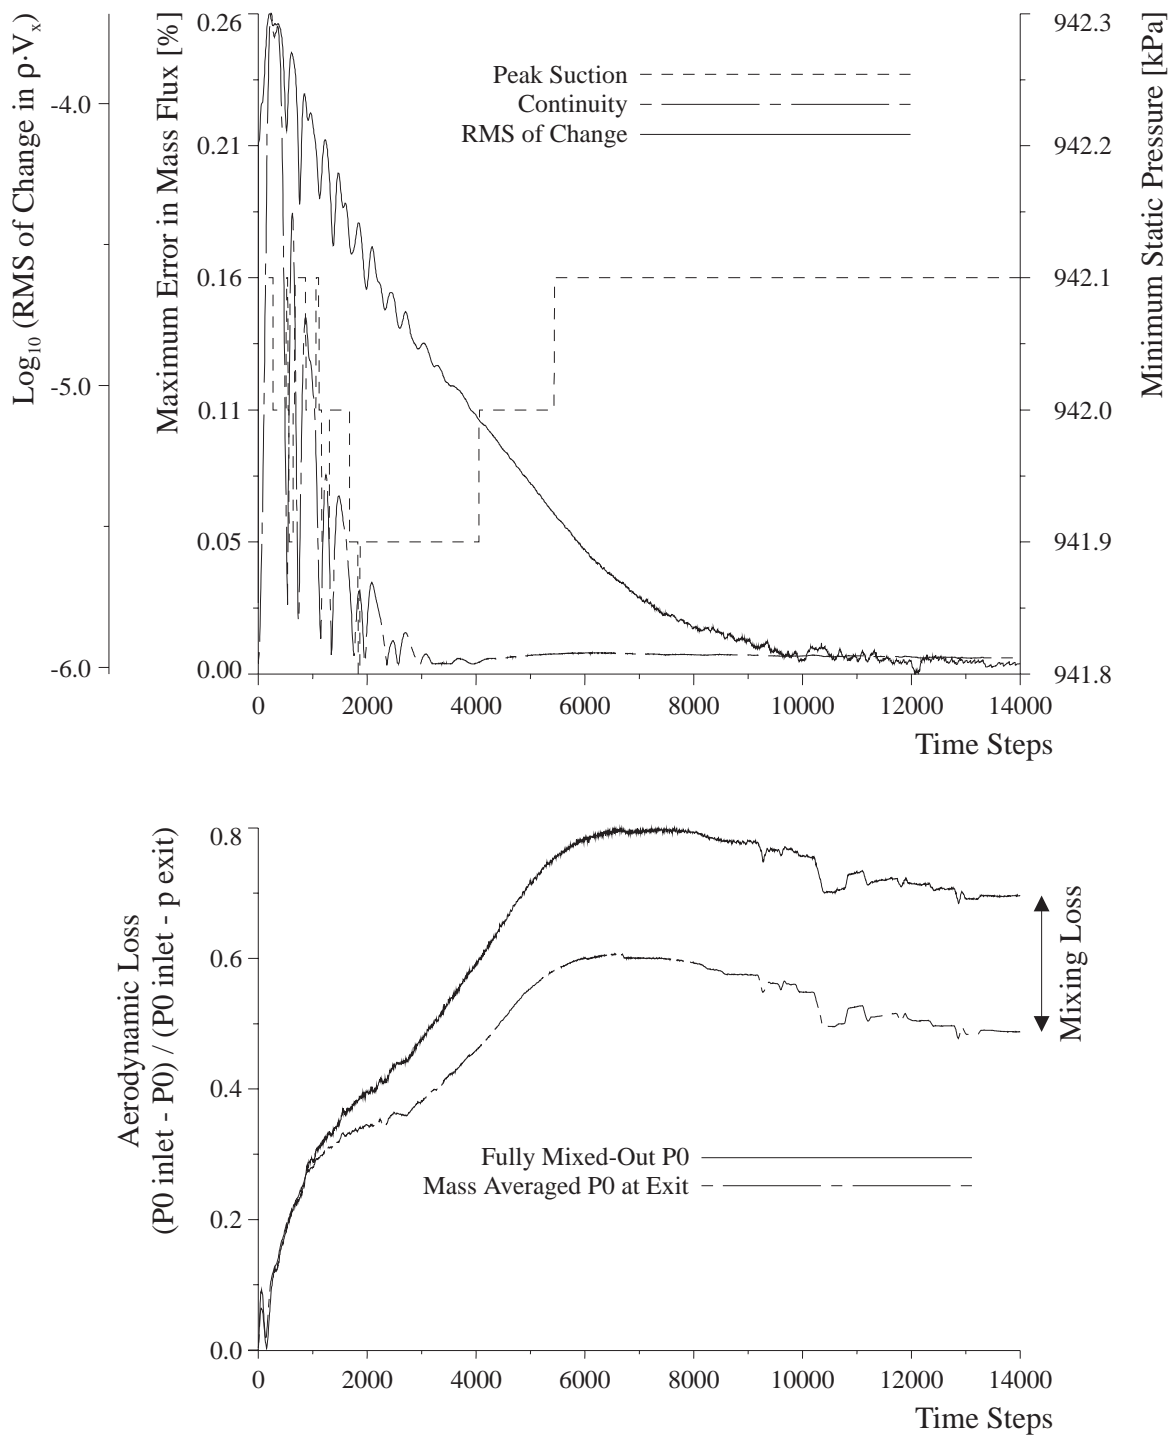 Log10 (RMS of Change in ρ·Vx)
-4.0
-5.0
-6.0
Maximum Error in Mass Flux [%]
0.26
0.21
0.16
0.11
0.05
0.00
Peak Suction
Continuity
RMS of Change
942.3
942.2
942.1
942.0
941.9
941.8
Minimum Static Pressure [kPa]
0 2000 4000 6000 8000 10000 12000 14000
Time Steps
Aerodynamic Loss
(P0 inlet - P0) / (P0 inlet - p exit)
0.8
0.6
0.4
0.2
0.0
Fully Mixed-Out P0
Mass Averaged P0 at Exit
Mixing Loss
0 2000 4000 6000 8000 10000 12000 14000
Time Steps